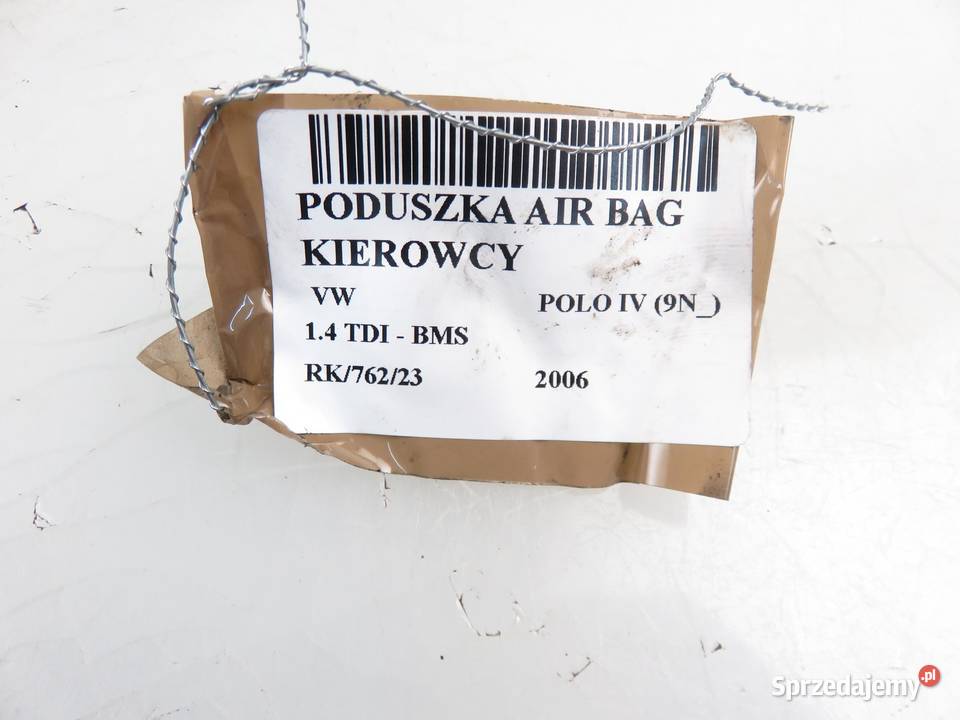 PODUSZKA AIR BAG
KIEROWCY
VW POLO IV (9N_)
1.4 TDI - BMS
RK/762/23 2006
Sprzedajemy.pl